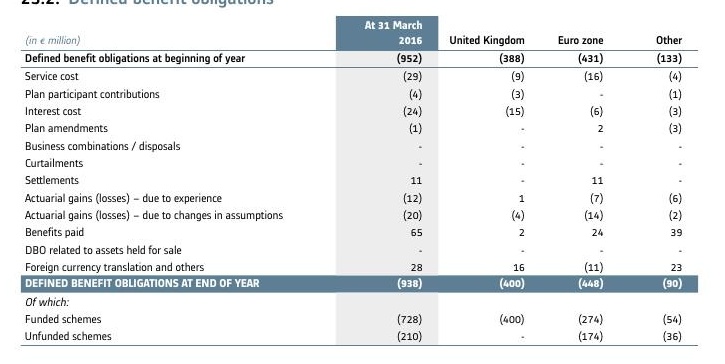 23.2. Defined benefit obligations
At 31 March
(in € million) 2016 United Kingdom Euro zone Other
Defined benefit obligations at beginning of year (952) (388) (431) (133)
Service cost (29) (9) (16) (4)
Plan participant contributions (4) (3) - (1)
Interest cost (24) (15) (6) (3)
Plan amendments (1) - 2 (3)
Business combinations / disposals - - - -
Curtailments - - - -
Settlements 11 - 11 -
Actuarial gains (losses) – due to experience (12) 1 (7) (6)
Actuarial gains (losses) – due to changes in assumptions (20) (4) (14) (2)
Benefits paid 65 2 24 39
DBO related to assets held for sale - - - -
Foreign currency translation and others 28 16 (11) 23
DEFINED BENEFIT OBLIGATIONS AT END OF YEAR (938) (400) (448) (90)
Of which:
Funded schemes (728) (400) (274) (54)
Unfunded schemes (210) - (174) (36)